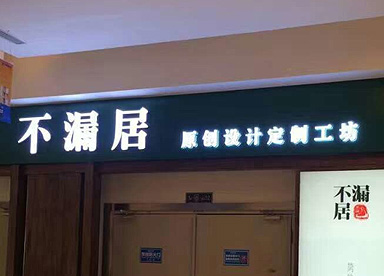 不漏居 原创设计定制工坊
不漏
居